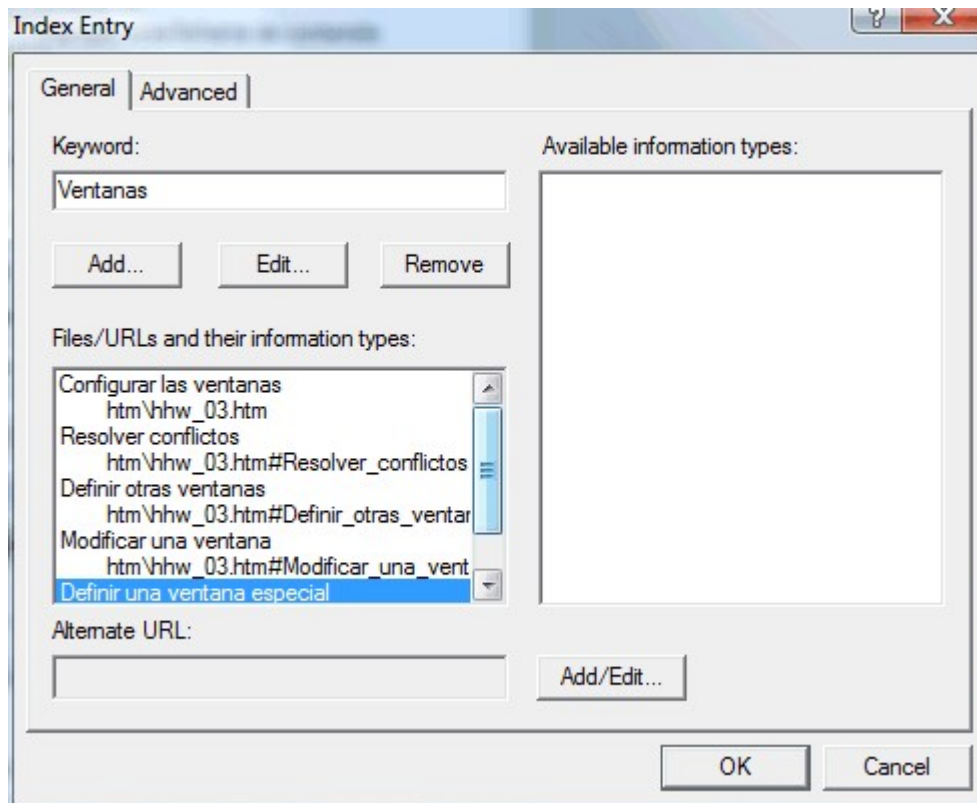 Index Entry
General
Advanced
Keyword:
Ventanas
Add...
Edit...
Remove
Files/URLs and their information types:
Configurar las ventanas
htm\hhw_03.htm
Resolver conflictos
htm\hhw_03.htm#Resolver_conflictos
Definir otras ventanas
htm\hhw_03.htm#Definir_otras_ventar
Modificar una ventana
htm\hhw_03.htm#Modificar_una_vent
Definir una ventana especial
Alternate URL:
Available information types:
Add/Edit...
OK
Cancel